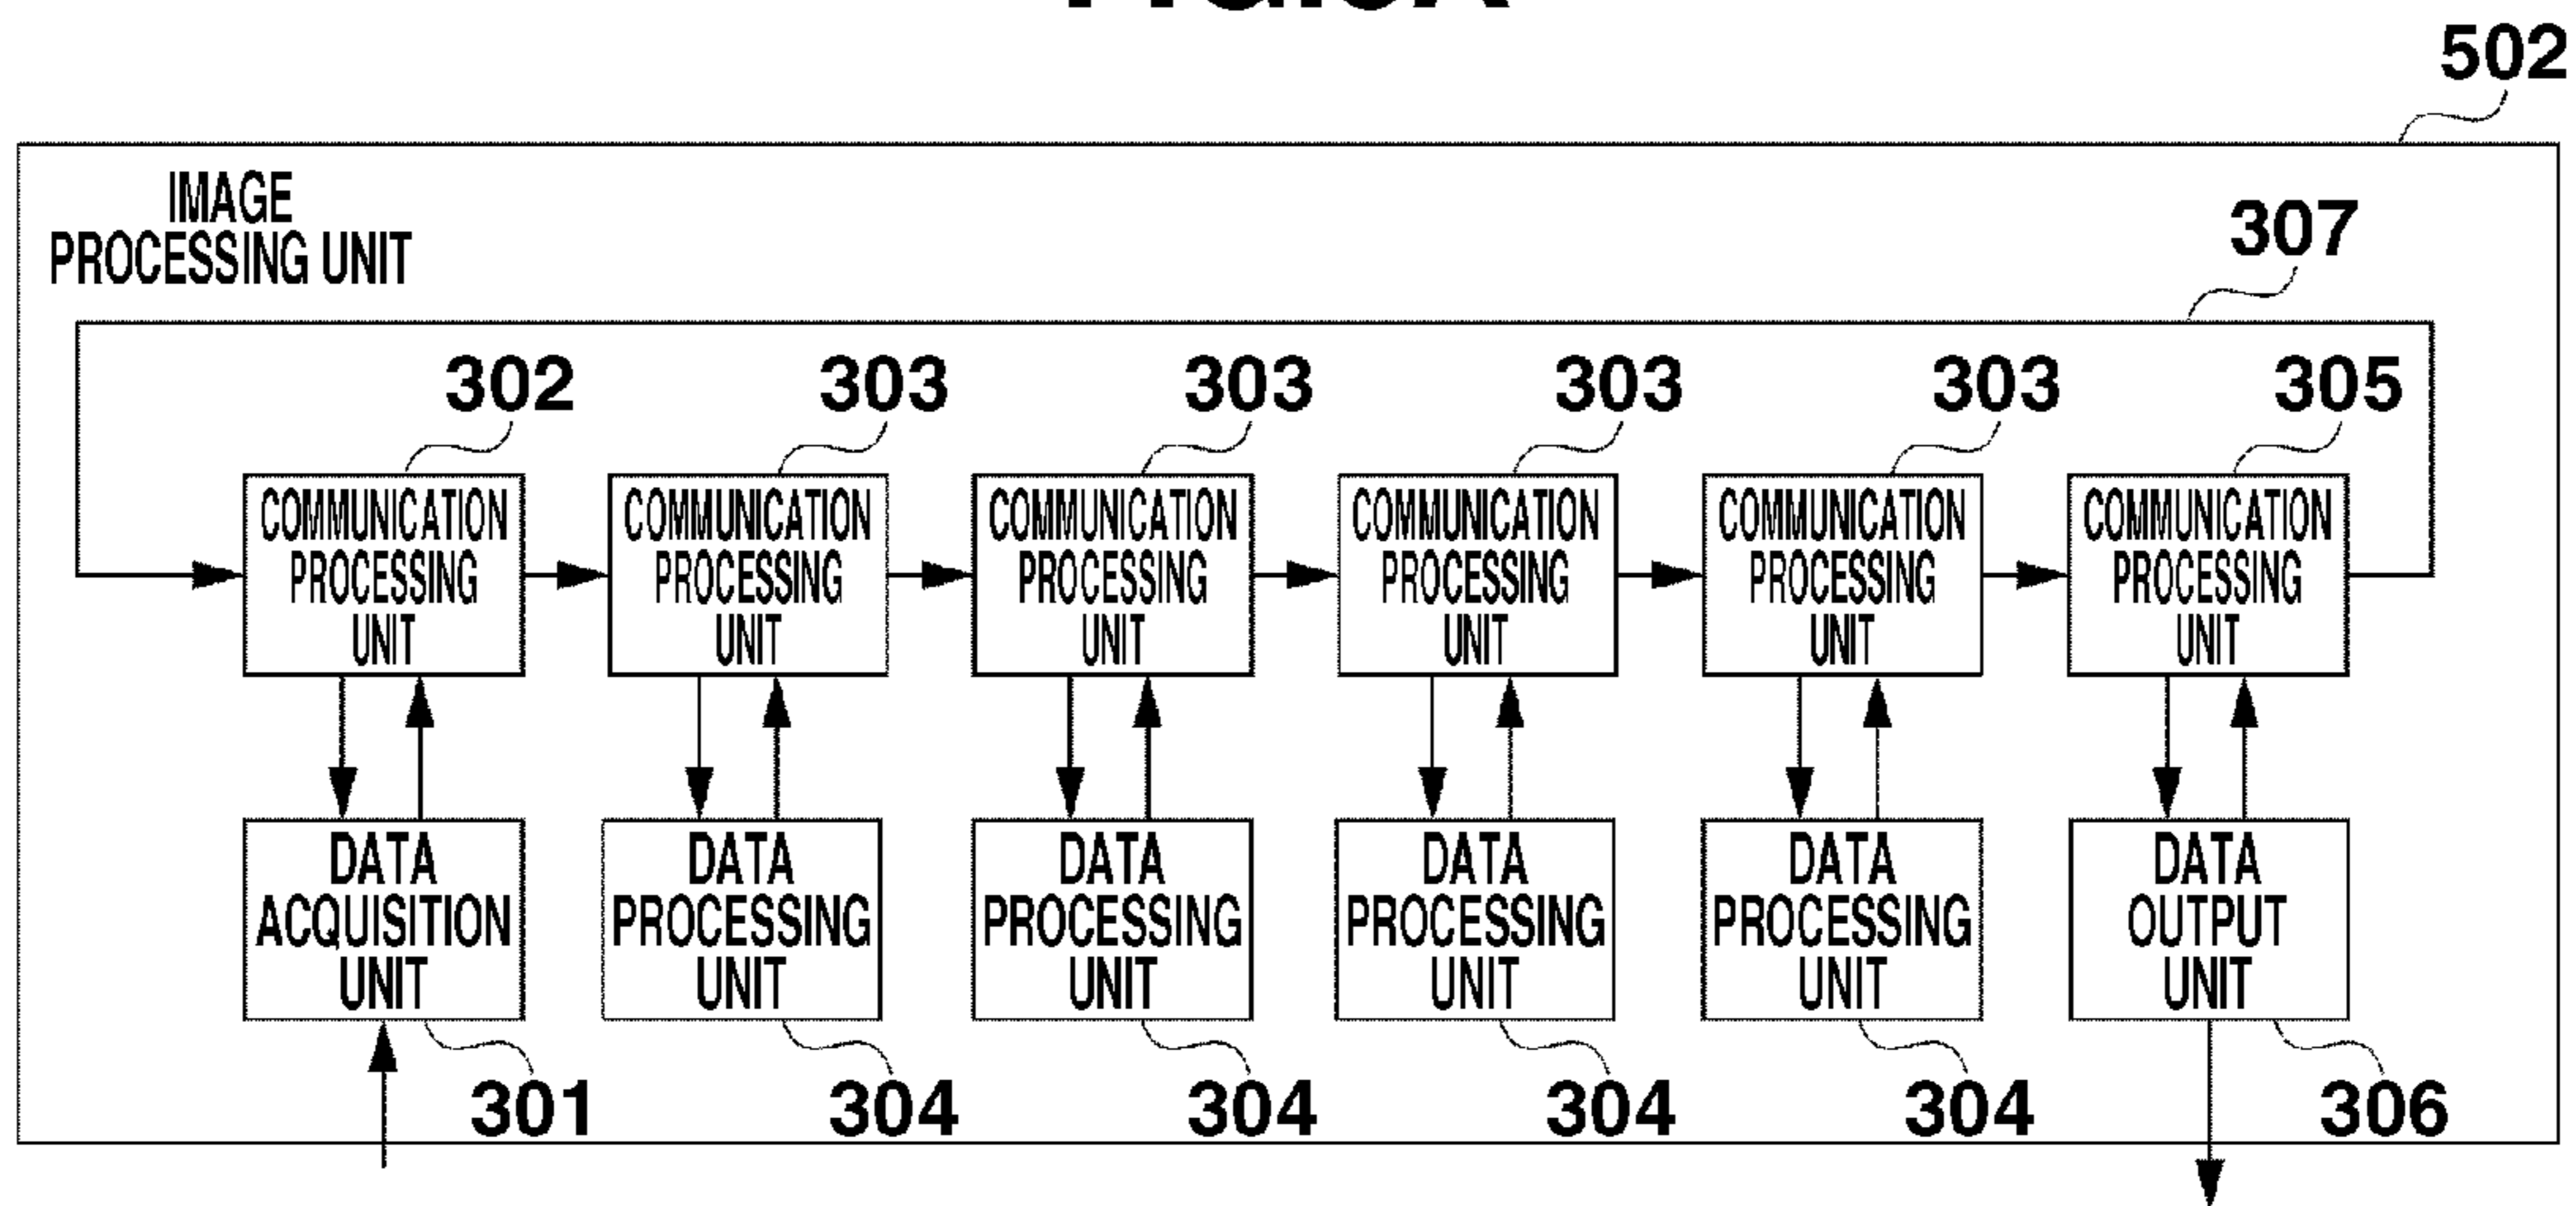 502
IMAGE
PROCESSING UNIT
307
302 303 303 303 303 305
COMMUNICATION COMMUNICATION COMMUNICATION COMMUNICATION COMMUNICATION COMMUNICATION
PROCESSING PROCESSING PROCESSING PROCESSING PROCESSING PROCESSING
UNIT UNIT UNIT UNIT UNIT UNIT
DATA DATA DATA DATA DATA DATA
ACQUISITION PROCESSING PROCESSING PROCESSING PROCESSING OUTPUT
UNIT UNIT UNIT UNIT UNIT UNIT
301 304 304 304 304 306